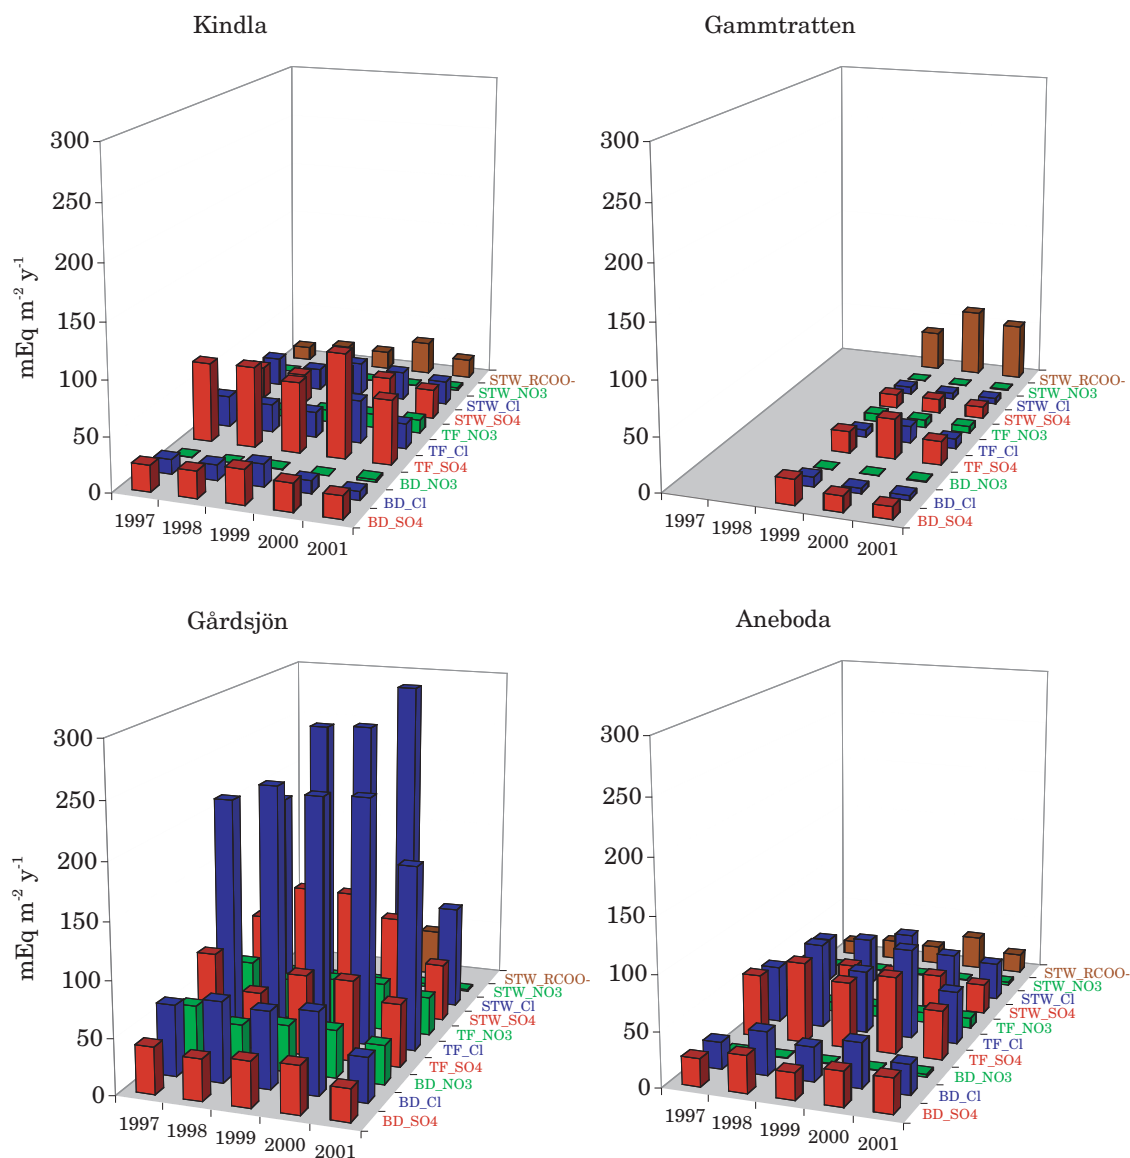 Kindla
300
250
200
150
100
50
0
mEq m-2 y-1
1997
1998
1999
2000
2001
STW_RCOO-
STW_NO3
STW_Cl
STW_SO4
TF_NO3
TF_Cl
TF_SO4
BD_NO3
BD_Cl
BD_SO4
Gammtratten
300
250
200
150
100
50
0
1997
1998
1999
2000
2001
STW_RCOO-
STW_NO3
STW_Cl
STW_SO4
TF_NO3
TF_Cl
TF_SO4
BD_NO3
BD_Cl
BD_SO4
Gårdsjön
300
250
200
150
100
50
0
mEq m-2 y-1
1997
1998
1999
2000
2001
STW_RCOO-
STW_NO3
STW_Cl
STW_SO4
TF_NO3
TF_Cl
TF_SO4
BD_NO3
BD_Cl
BD_SO4
Aneboda
300
250
200
150
100
50
0
1997
1998
1999
2000
2001
STW_RCOO-
STW_NO3
STW_Cl
STW_SO4
TF_NO3
TF_Cl
TF_SO4
BD_NO3
BD_Cl
BD_SO4